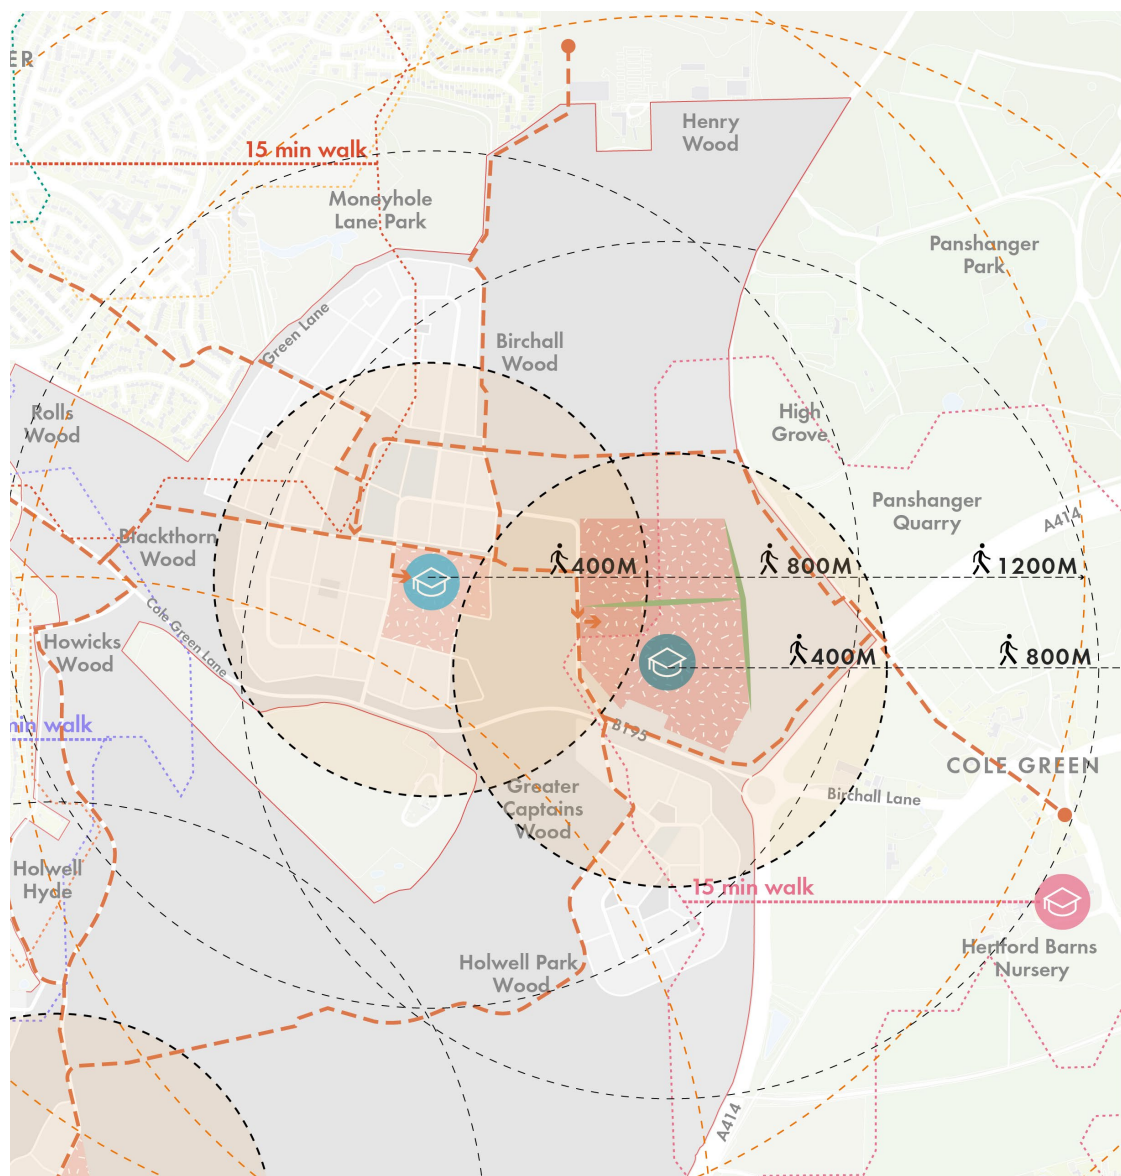 ER
15 min walk
Henry
Wood
Moneyhole
Lane Park
Panshanger
Park
Green Lane
Birchall
Wood
Rolls
Wood
High
Grove
Panshanger
Quarry
A414
Blackthorn
Wood
400M
800M
1200M
Cole Green Lane
Howicks
Wood
400M
800M
min walk
B195
COLE GREEN
Greater
Captains
Wood
Birchall Lane
Holwell
Hyde
15 min walk
Hertford Barns
Nursery
Holwell Park
Wood
A414